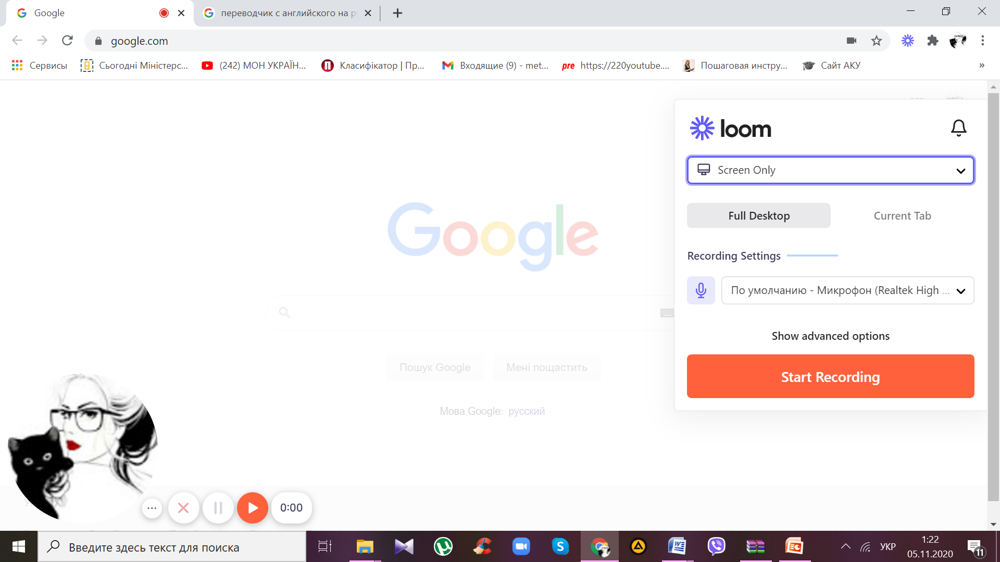 Google
переводчик с английского на р
google.com
Сервисы
Сьогодні Міністерс...
(242) МОН УКРАЇН...
Класифікатор | Пр...
Входящие (9) - met...
pre https://220youtube....
Пошаговая инстру...
Сайт АКУ
loom
Screen Only
Full Desktop
Current Tab
Recording Settings
По умолчанию - Микрофон (Realtek High ...
Show advanced options
Start Recording
Google
Пошук Google
Мені пощастить
Мова Google: русский
0:00
Введите здесь текст для поиска
УКР
1:22
05.11.2020
11